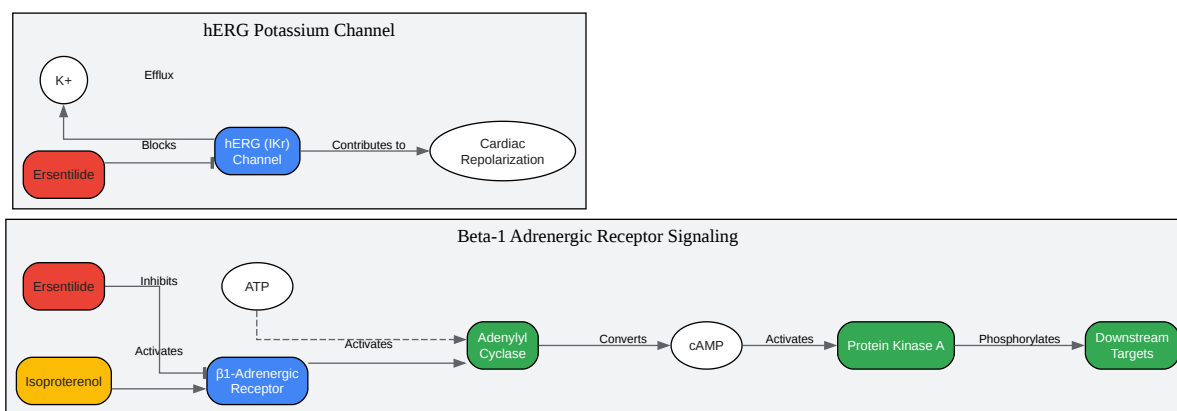 hERG Potassium Channel
K+
Efflux
Blocks
hERG (IKr)
Channel
Contributes to
Cardiac
Repolarization
Ersentilide
Beta-1 Adrenergic Receptor Signaling
Ersentilide
Inhibits
ATP
Isoproterenol
Activates
β1-Adrenergic
Receptor
Activates
Adenylyl
Cyclase
Converts
cAMP
Activates
Protein Kinase A
Phosphorylates
Downstream
Targets